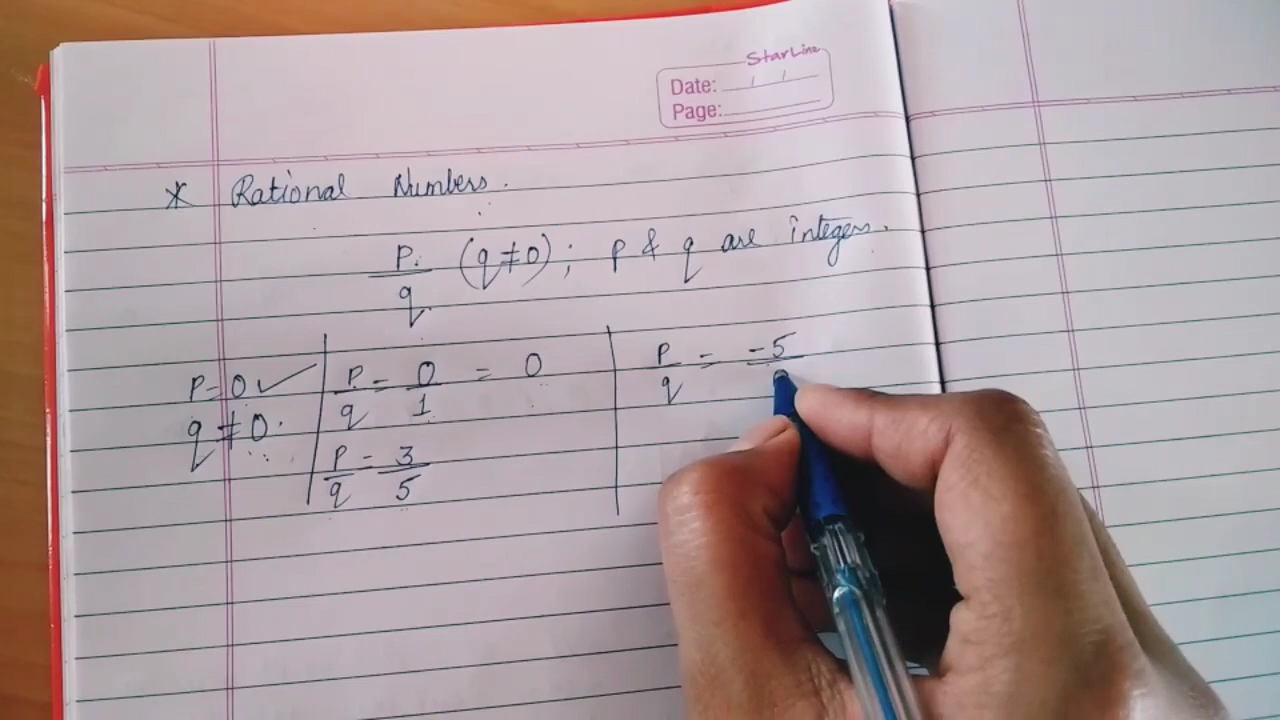 StarLine
Date: / /
Page:
* Rational Numbers.
p/q (q≠0); p & q are integers.
P=0 ✓
q≠0.
p/q = 0/1 = 0
p/q = 3/5
p/q = -5/